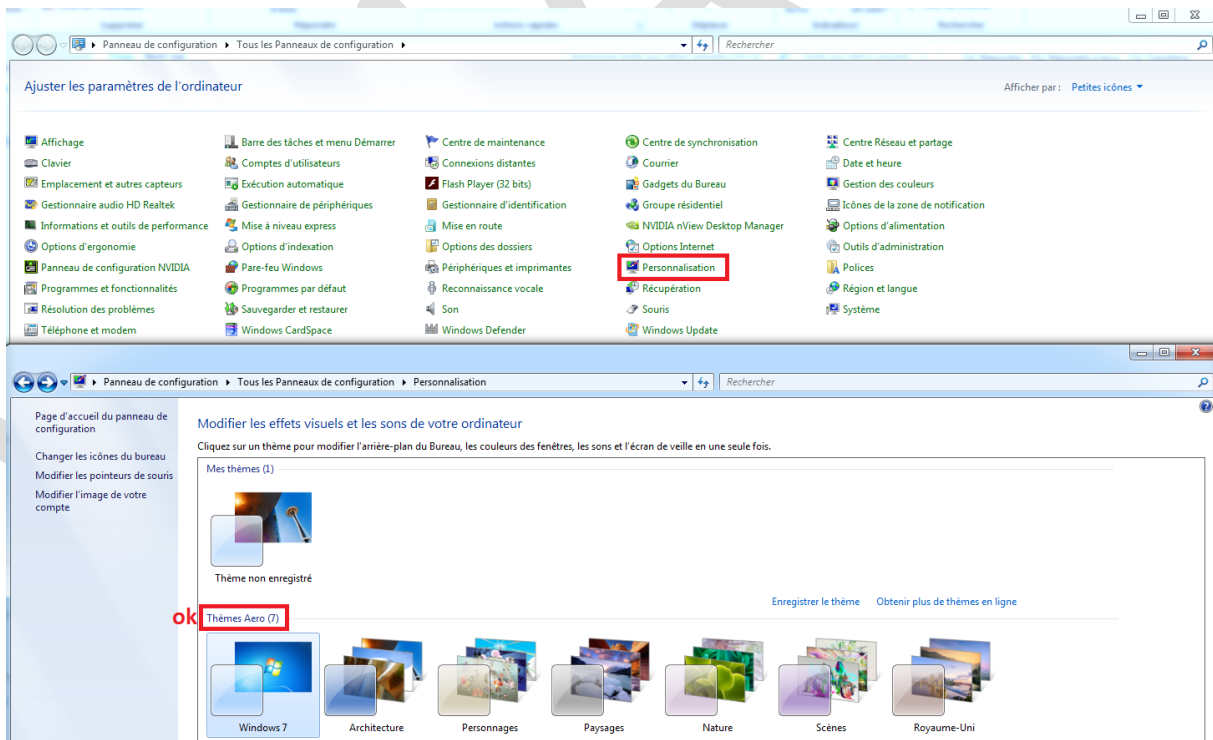 Panneau de configuration ▸ Tous les Panneaux de configuration ▸
Rechercher
Ajuster les paramètres de l'ordinateur
Afficher par : Petites icônes
Affichage Barre des tâches et menu Démarrer Centre de maintenance Centre de synchronisation Centre Réseau et partage
Clavier Comptes d'utilisateurs Connexions distantes Courrier Date et heure
Emplacement et autres capteurs Exécution automatique Flash Player (32 bits) Gadgets du Bureau Gestion des couleurs
Gestionnaire audio HD Realtek Gestionnaire de périphériques Gestionnaire d'identification Groupe résidentiel Icônes de la zone de notification
Informations et outils de performance Mise à niveau express Mise en route NVIDIA nView Desktop Manager Options d'alimentation
Options d'ergonomie Options d'indexation Options des dossiers Options Internet Outils d'administration
Panneau de configuration NVIDIA Pare-feu Windows Périphériques et imprimantes Personnalisation Polices
Programmes et fonctionnalités Programmes par défaut Reconnaissance vocale Récupération Région et langue
Résolution des problèmes Sauvegarder et restaurer Son Souris Système
Téléphone et modem Windows CardSpace Windows Defender Windows Update
Panneau de configuration ▸ Tous les Panneaux de configuration ▸ Personnalisation
Rechercher
Page d'accueil du panneau de
configuration
Changer les icônes du bureau
Modifier les pointeurs de souris
Modifier l'image de votre
compte
Modifier les effets visuels et les sons de votre ordinateur
Cliquez sur un thème pour modifier l'arrière-plan du Bureau, les couleurs des fenêtres, les sons et l'écran de veille en une seule fois.
Mes thèmes (1)
Thème non enregistré
Enregistrer le thème Obtenir plus de thèmes en ligne
ok Thèmes Aero (7)
Windows 7 Architecture Personnages Paysages Nature Scènes Royaume-Uni